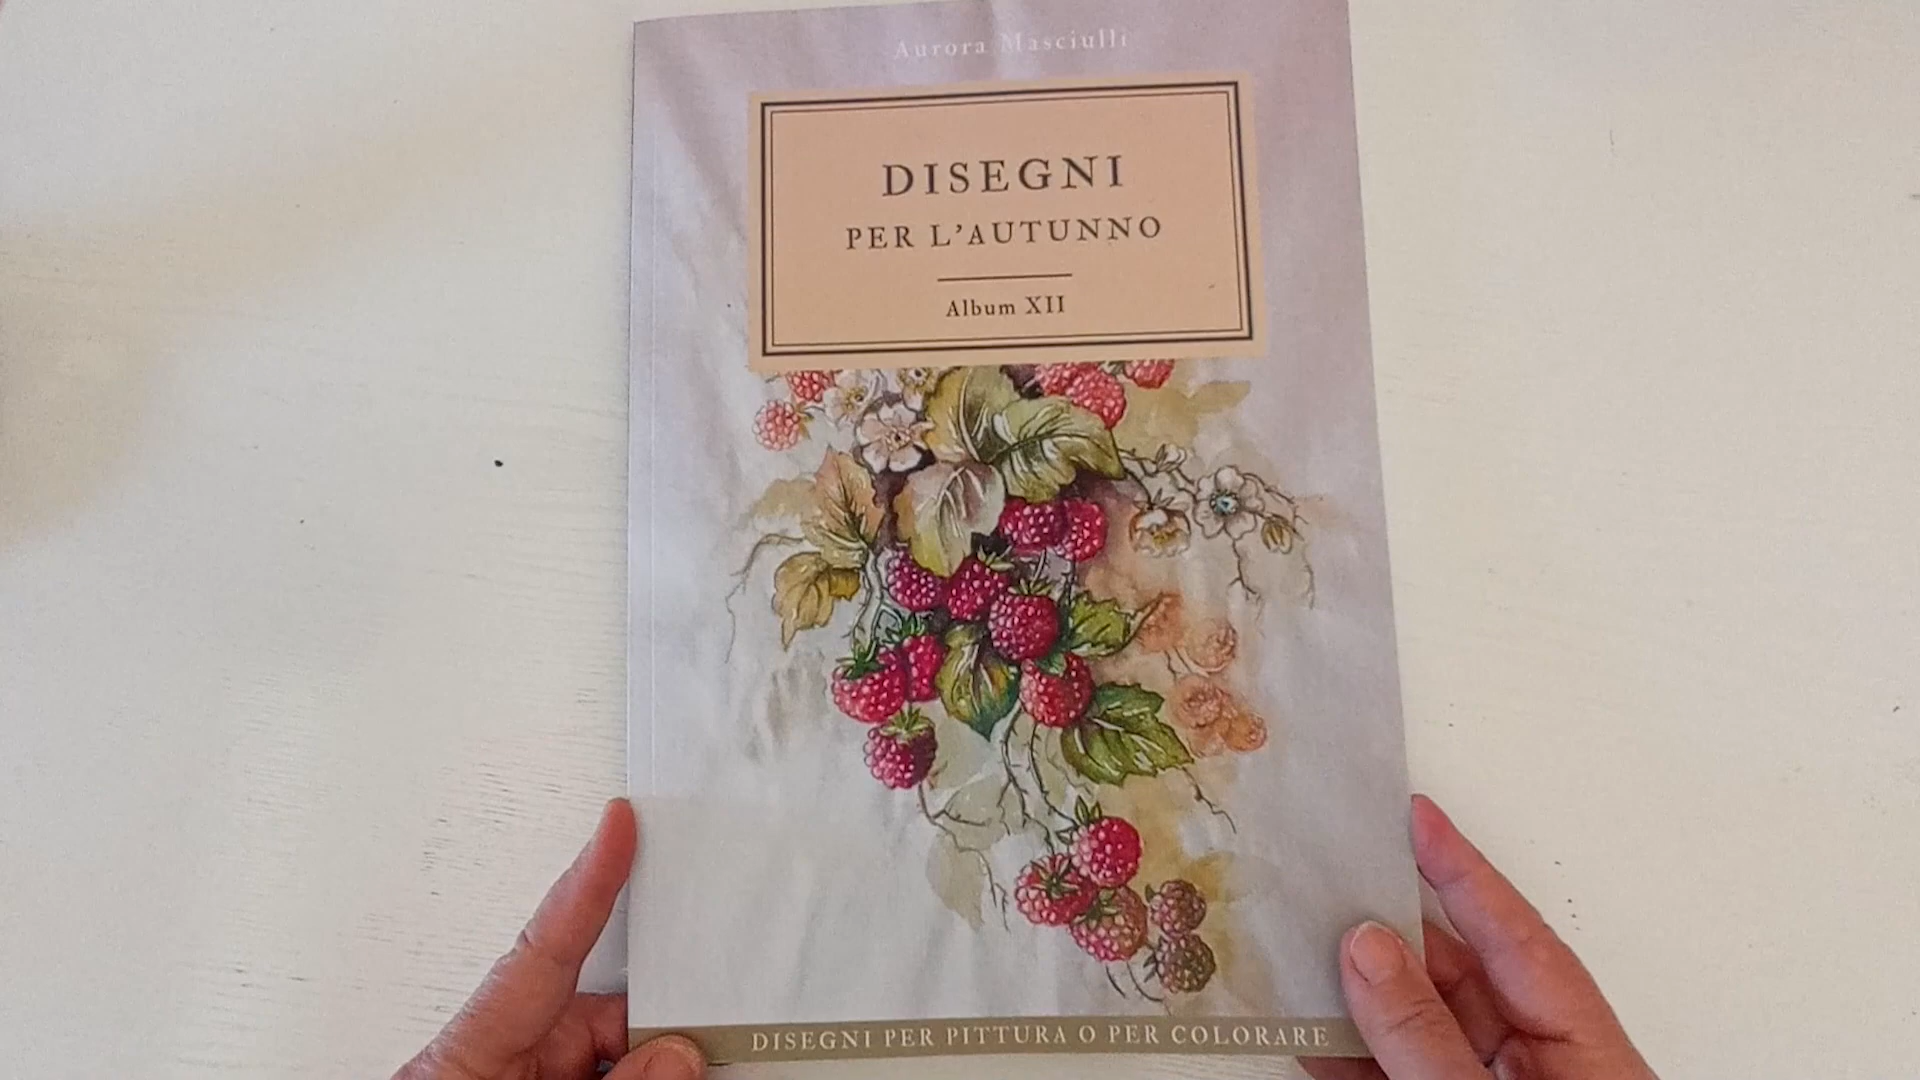 Aurora Masciulli
DISEGNI
PER L'AUTUNNO
Album XII
DISEGNI PER PITTURA O PER COLORARE